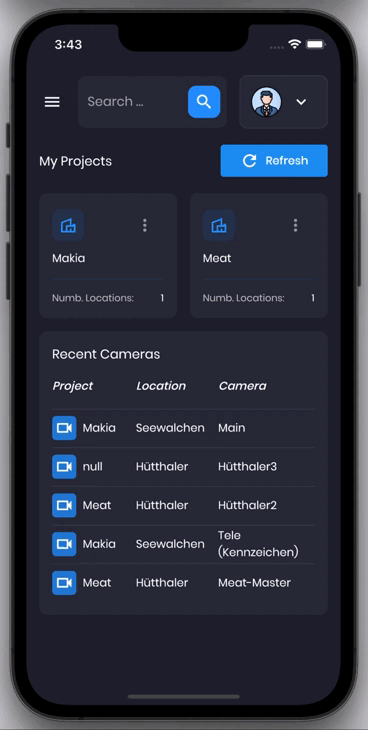 3:43
Search ...
My Projects
Refresh
Makia
Meat
Numb. Locations: 1
Numb. Locations: 1
Recent Cameras
Project Location Camera
Makia Seewalchen Main
null Hütthaler Hütthaler3
Meat Hütthaler Hütthaler2
Makia Seewalchen Tele
(Kennzeichen)
Meat Hütthaler Meat-Master